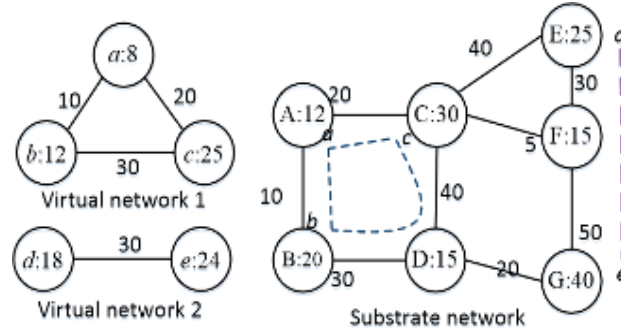 a:8
10
20
b:12
c:25
30
Virtual network 1
30
d:18
e:24
Virtual network 2
E:25
40
20
30
A:12
C:30
F:15
a
c
5
10
40
b
50
B:20
D:15
30
20
G:40
e
Substrate network